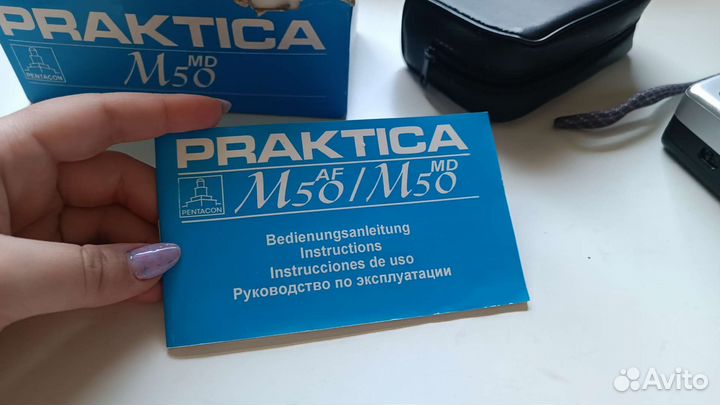 PRAKTICA
MD
M50
PENTACON
PRAKTICA
AF MD
M50/M50
PENTACON
Bedienungsanleitung
Instructions
Instrucciones de uso
Руководство по эксплуатации
Avito